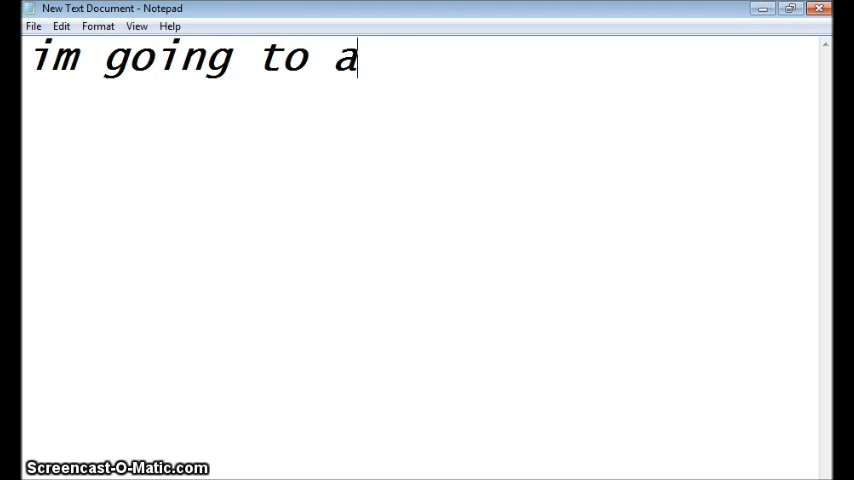 New Text Document - Notepad
File Edit Format View Help
im going to a
Screencast-O-Matic.com